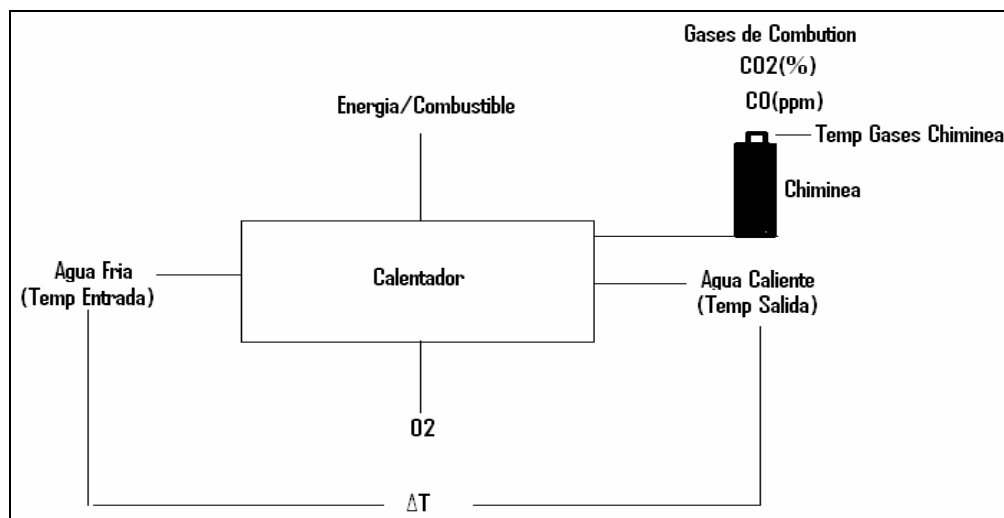 Gases de Combution
CO2(%)
CO(ppm)
Energia/Combustible
Temp Gases Chiminea
Chiminea
Agua Fria
(Temp Entrada)
Calentador
Agua Caliente
(Temp Salida)
O2
ΔT